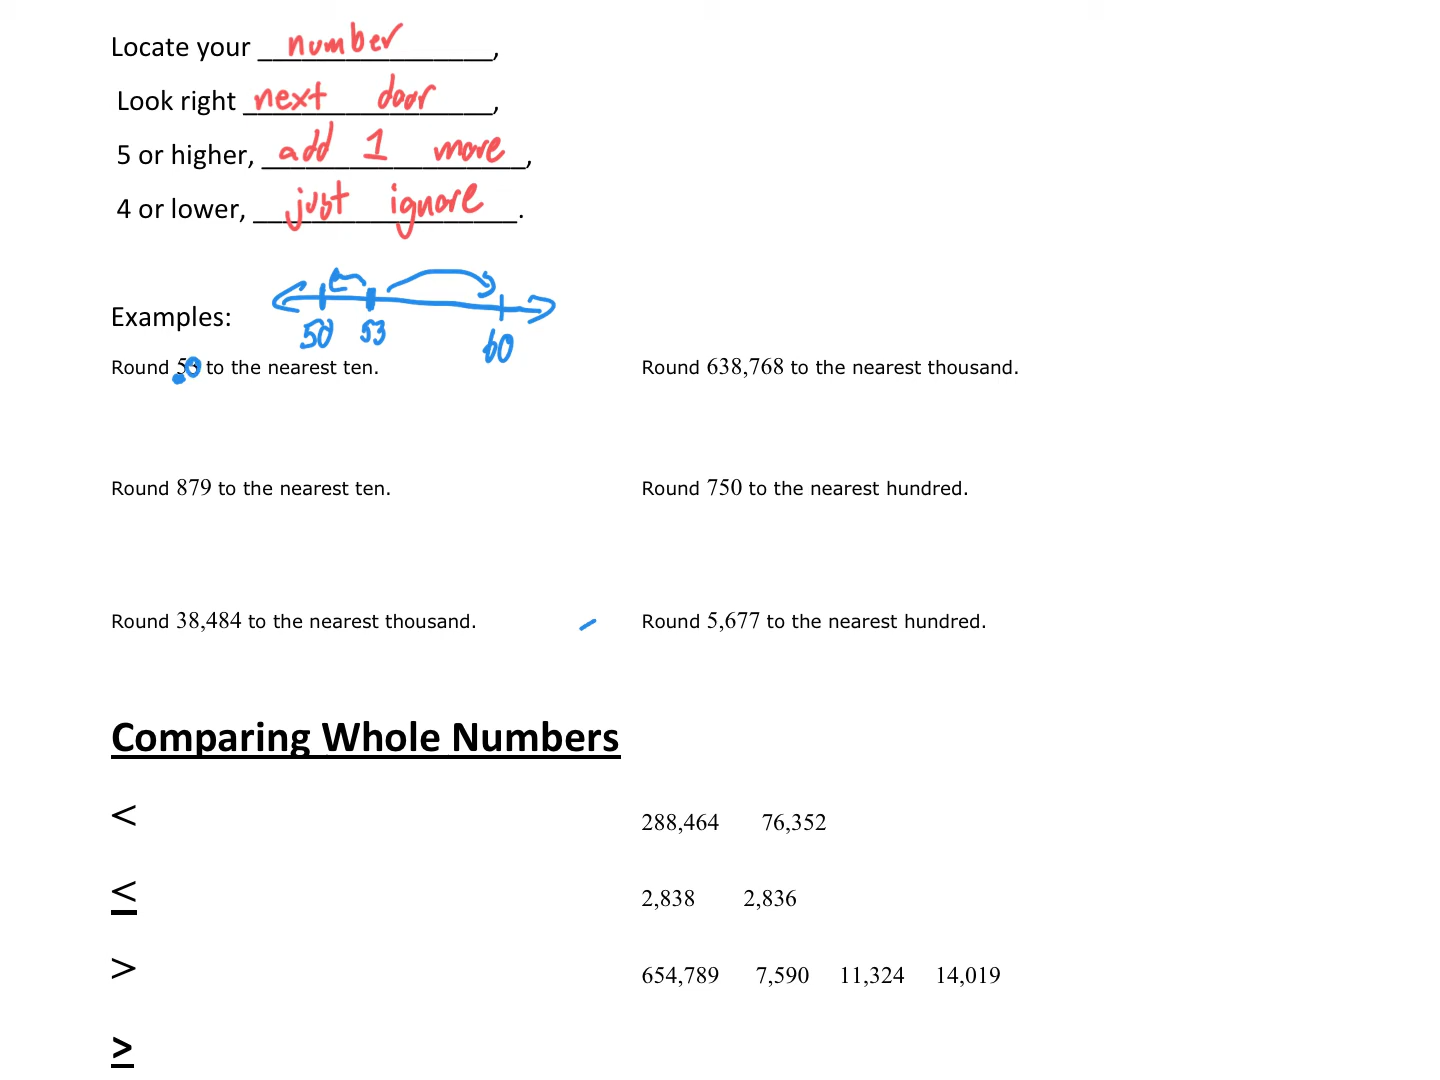 Locate your number,
Look right next door,
5 or higher, add 1 more,
4 or lower, just ignore.
Examples:
50 53 60
Round 50 to the nearest ten.
Round 638,768 to the nearest thousand.
Round 879 to the nearest ten.
Round 750 to the nearest hundred.
Round 38,484 to the nearest thousand.
Round 5,677 to the nearest hundred.
Comparing Whole Numbers
<
288,464 76,352
≤
2,838 2,836
>
654,789 7,590 11,324 14,019
≥